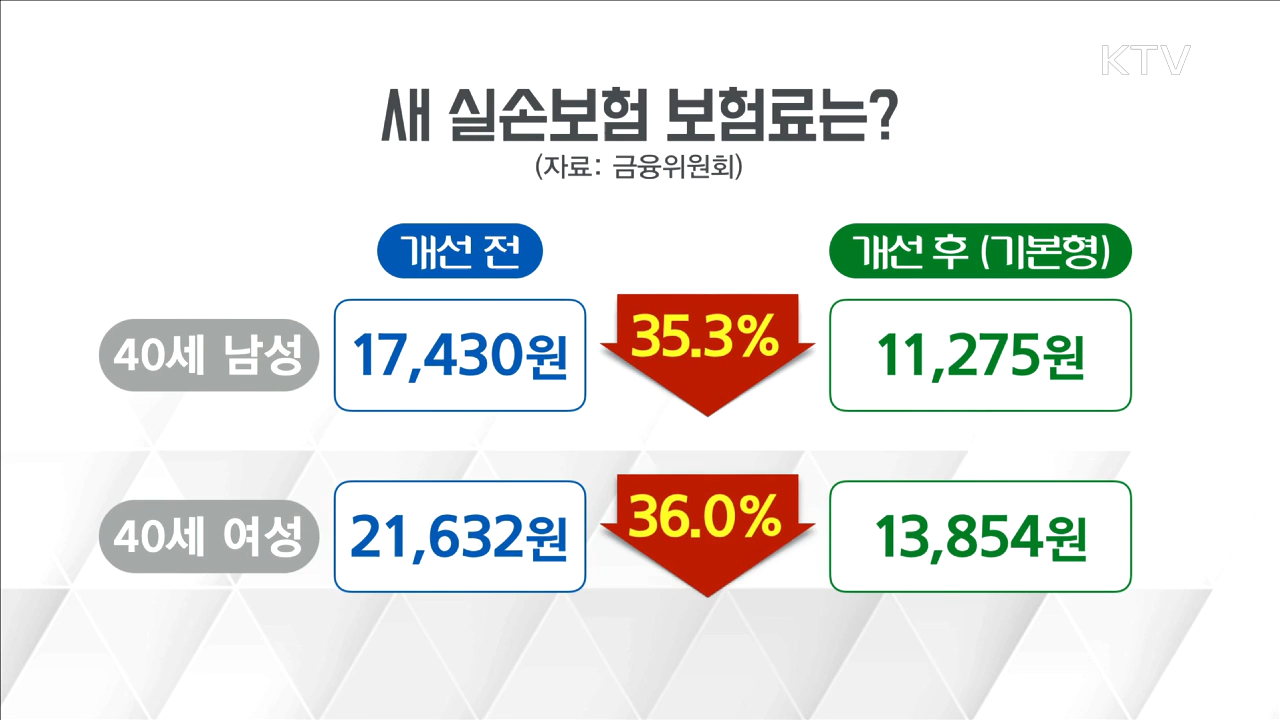 KTV
새 실손보험 보험료는?
(자료: 금융위원회)
개선 전
개선 후 (기본형)
40세 남성
17,430원
35.3%
11,275원
40세 여성
21,632원
36.0%
13,854원